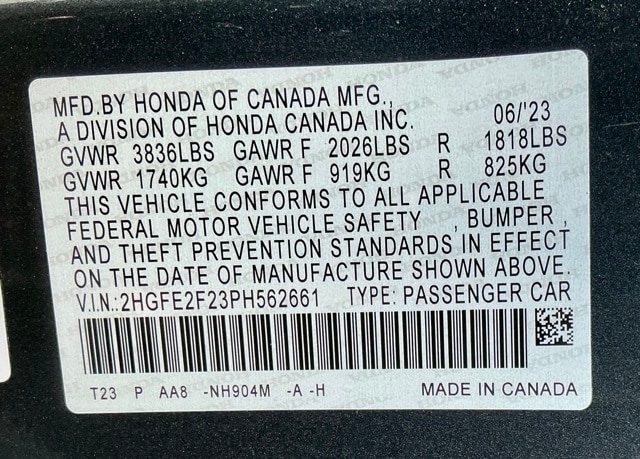 MFD.BY HONDA OF CANADA MFG.,
A DIVISION OF HONDA CANADA INC. 06/'23
GVWR 3836LBS GAWR F 2026LBS R 1818LBS
GVWR 1740KG GAWR F 919KG R 825KG
THIS VEHICLE CONFORMS TO ALL APPLICABLE
FEDERAL MOTOR VEHICLE SAFETY , BUMPER ,
AND THEFT PREVENTION STANDARDS IN EFFECT
ON THE DATE OF MANUFACTURE SHOWN ABOVE.
V.I.N:2HGFE2F23PH562661 TYPE: PASSENGER CAR
T23 P AA8 -NH904M -A -H MADE IN CANADA